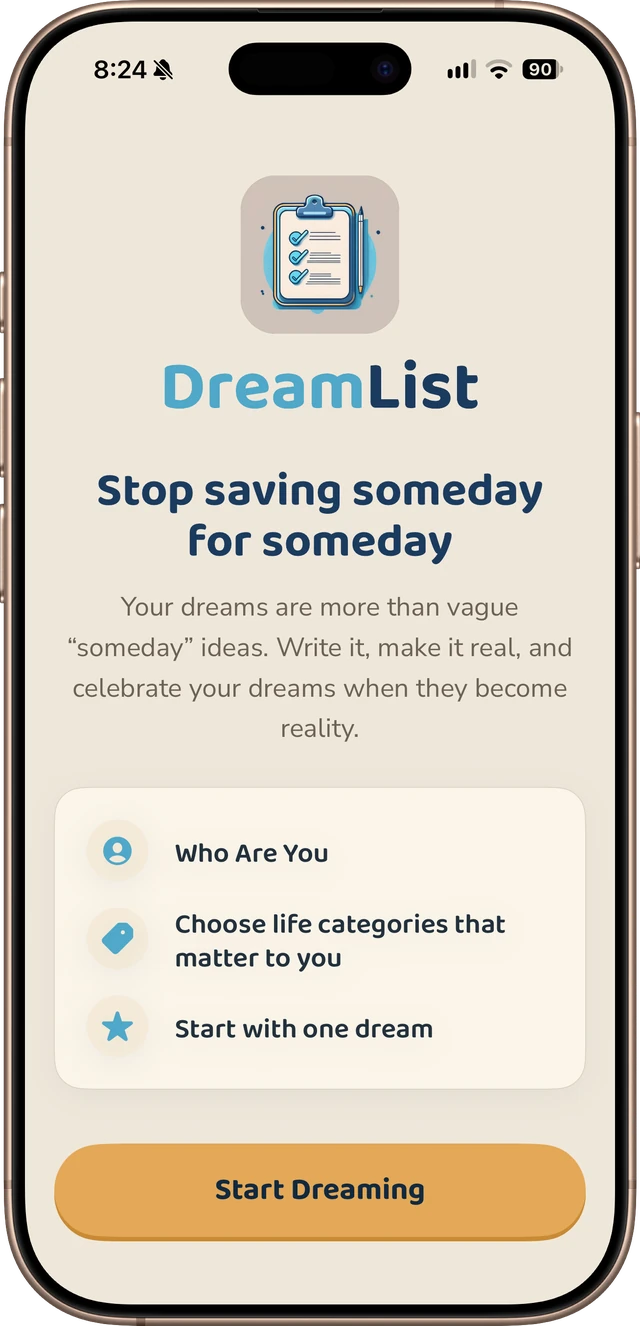 8:24
90
DreamList
Stop saving someday
for someday
Your dreams are more than vague
“someday” ideas. Write it, make it real, and
celebrate your dreams when they become
reality.
Who Are You
Choose life categories that
matter to you
Start with one dream
Start Dreaming